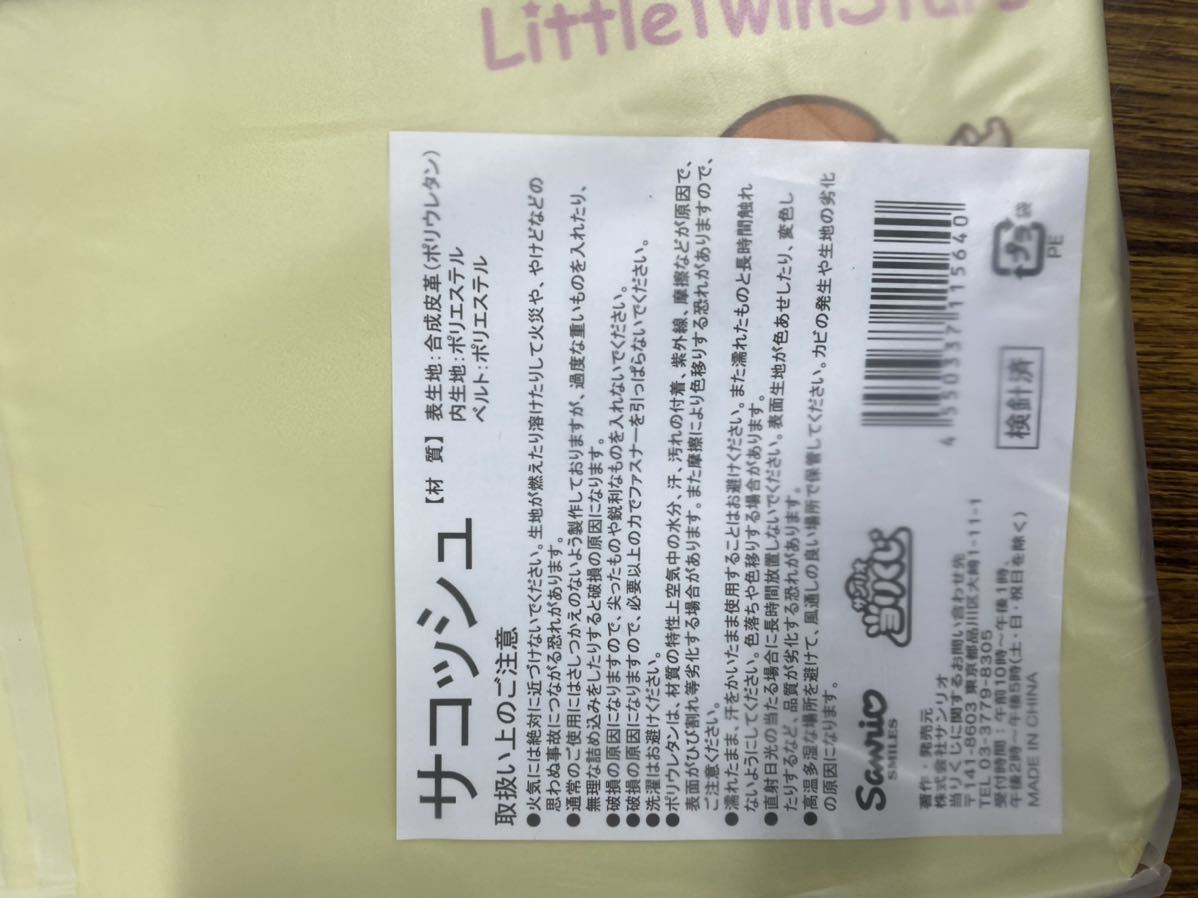 LittleTwinStars
サコッシュ
【材 質】 表生地:合成皮革(ポリウレタン)
内生地:ポリエステル
ベルト:ポリエステル
取扱い上のご注意
●火気には絶対に近づけないでください。生地が燃えたり溶けたりして火災や、やけどなどの
思わぬ事故につながる恐れがあります。
●通常のご使用にはさしつかえのないよう製作しておりますが、過度な重いものを入れたり、
無理な詰め込みをしたりすると破損の原因になります。
●破損の原因になりますので、尖ったものや鋭利なものを入れないでください。
●破損の原因になりますので、必要以上の力でファスナーを引っぱらないでください。
●洗濯はお避けください。
●ポリウレタンは、材質の特性上空気中の水分、汗、汚れの付着、紫外線、摩擦などが原因で、
表面がひび割れ等劣化する場合があります。また摩擦により色移りする恐れがありますので、
ご注意ください。
●濡れたまま、汗をかいたまま使用することはお避けください。また濡れたものと長時間触れ
ないようにしてください。色落ちや色移りする場合があります。
●直射日光の当たる場合に長時間放置しないでください。表面生地が色あせしたり、変色し
たりするなど、品質が劣化する恐れがあります。
●高温多湿な場所を避けて、風通しの良い場所で保管してください。カビの発生や生地の劣化
の原因になります。
Sanrio
SMILES
サンリオ
当りくじ
4 550337 115640
プラ
袋
PE
検針済
著作・発売元
株式会社サンリオ
当りくじに関するお問い合わせ先
〒141-8603 東京都品川区大崎1-11-1
TEL 03-3779-8305
受付時間:午前10時~午後1時、
午後2時~午後5時(土・日・祝日を除く)
MADE IN CHINA